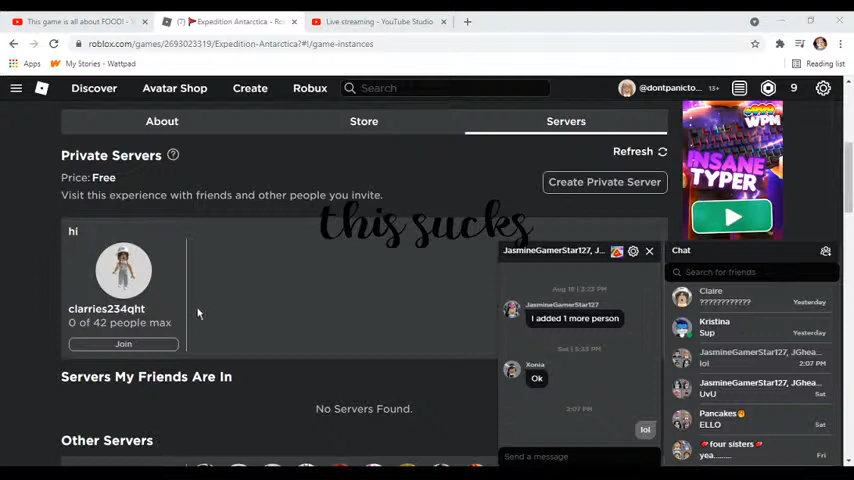 This game is all about FOOD! -
(7) Expedition Antarctica - Ro
Live streaming - YouTube Studio
roblox.com/games/2693023319/Expedition-Antarctica?#!/game-instances
Apps My Stories - Wattpad Reading list
Discover Avatar Shop Create Robux Search @dontpanicto... 13+ 9
About Store Servers
Private Servers ?
Refresh
Price: Free
Create Private Server
Visit this experience with friends and other people you invite.
this sucks
hi
clarries234qht
0 of 42 people max
Join
Servers My Friends Are In
No Servers Found.
Other Servers
WPM
INSANE
TYPER
JasmineGamerStar127, J...
Aug 18 | 3:23 PM
JasmineGamerStar127
I added 1 more person
Sat | 5:33 PM
Xonia
Ok
2:07 PM
lol
Send a message
Chat
Search for friends
Claire
???????????? Yesterday
Kristina
Sup Yesterday
JasmineGamerStar127, JGhea...
lol 2:07 PM
JasmineGamerStar127, JGhea...
UvU Sat
Pancakes
ELLO Sat
four sisters
yea......... Fri